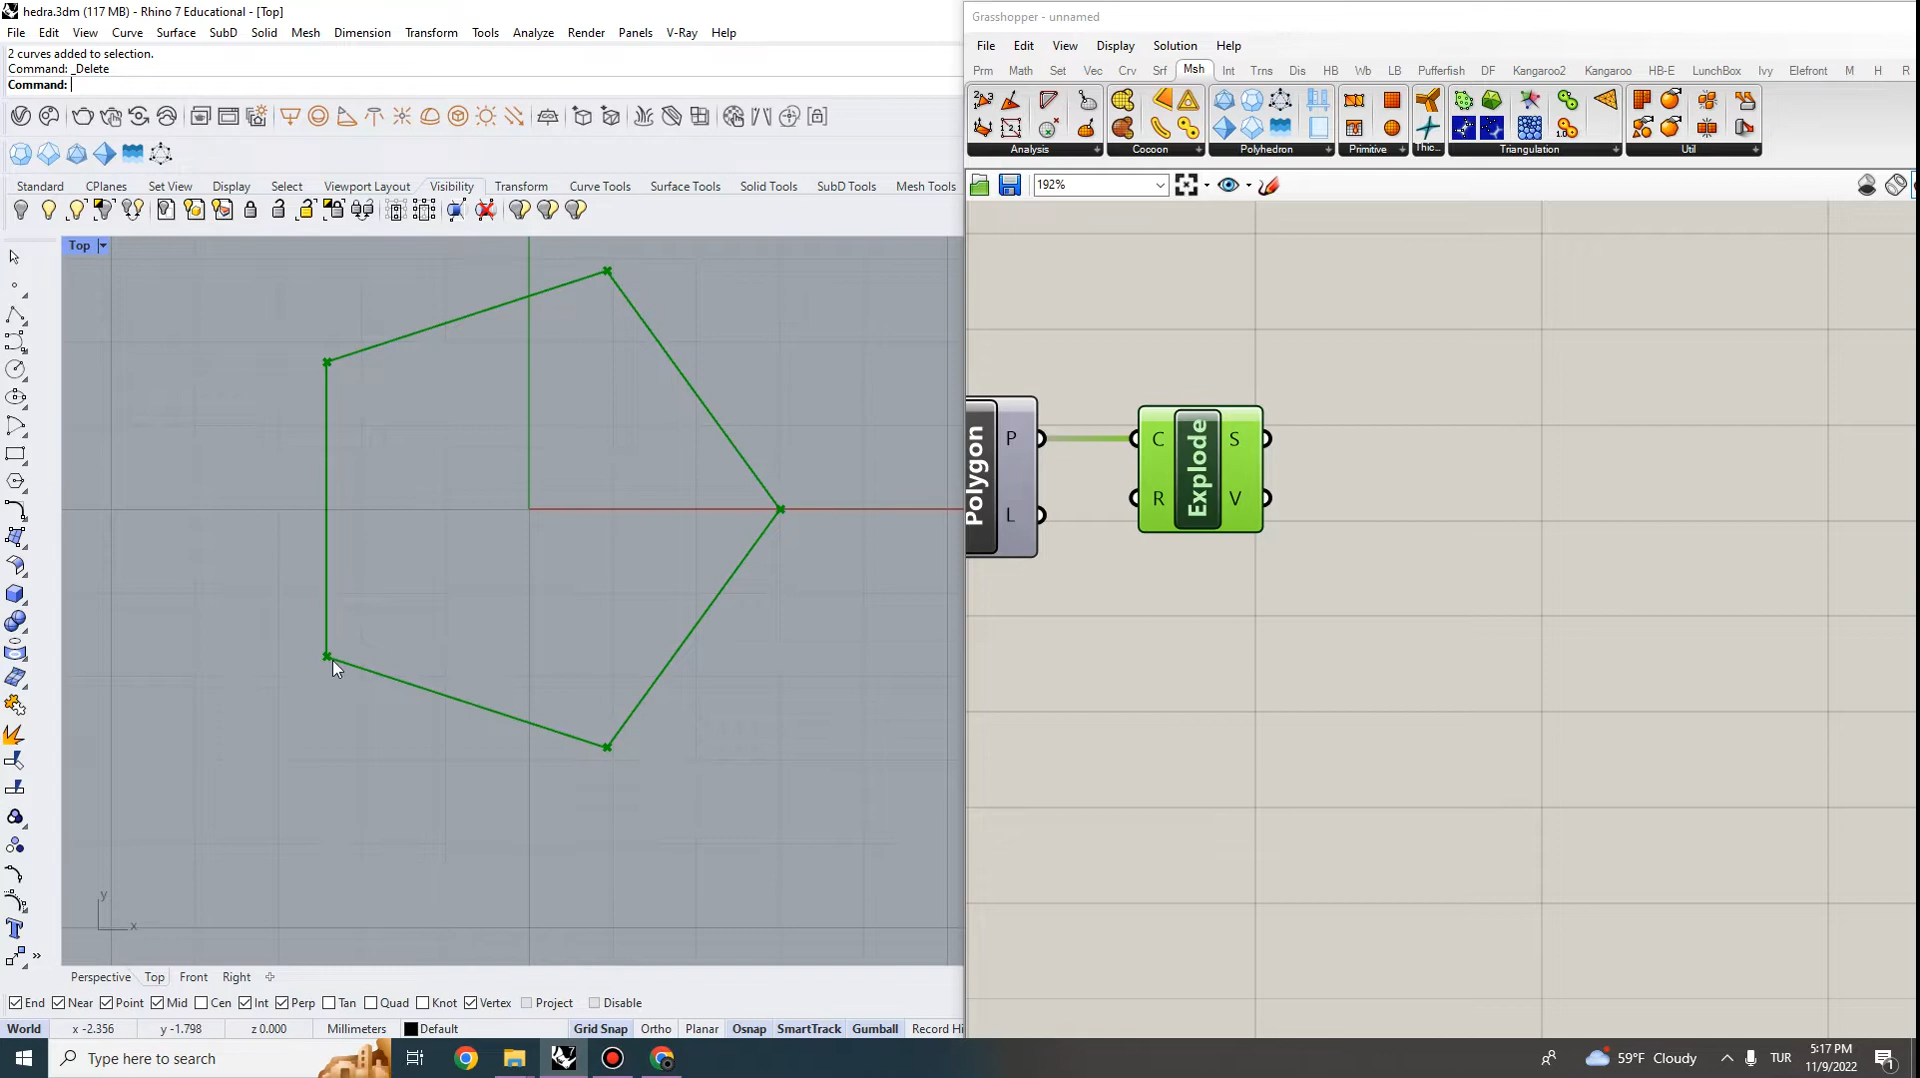 hedra.3dm (117 MB) - Rhino 7 Educational - [Top]
File Edit View Curve Surface SubD Solid Mesh Dimension Transform Tools Analyze Render Panels V-Ray Help
2 curves added to selection.
Command: _Delete
Command:
Standard CPlanes Set View Display Select Viewport Layout Visibility Transform Curve Tools Surface Tools Solid Tools SubD Tools Mesh Tools
Top
y
x
Perspective Top Front Right
End Near Point Mid Cen Int Perp Tan Quad Knot Vertex Project Disable
World x -2.356 y -1.798 z 0.000 Millimeters Default Grid Snap Ortho Planar Osnap SmartTrack Gumball Record Hi
Grasshopper - unnamed
File Edit View Display Solution Help
Prm Math Set Vec Crv Srf Msh Int Trns Dis HB Wb LB Pufferfish DF Kangaroo2 Kangaroo HB-E LunchBox Ivy Elefront M H R
Analysis Cocoon Polyhedron Primitive Thic... Triangulation Util
192%
Polygon P L
C R Explode S V
Type here to search
59°F Cloudy
TUR
5:17 PM
11/9/2022